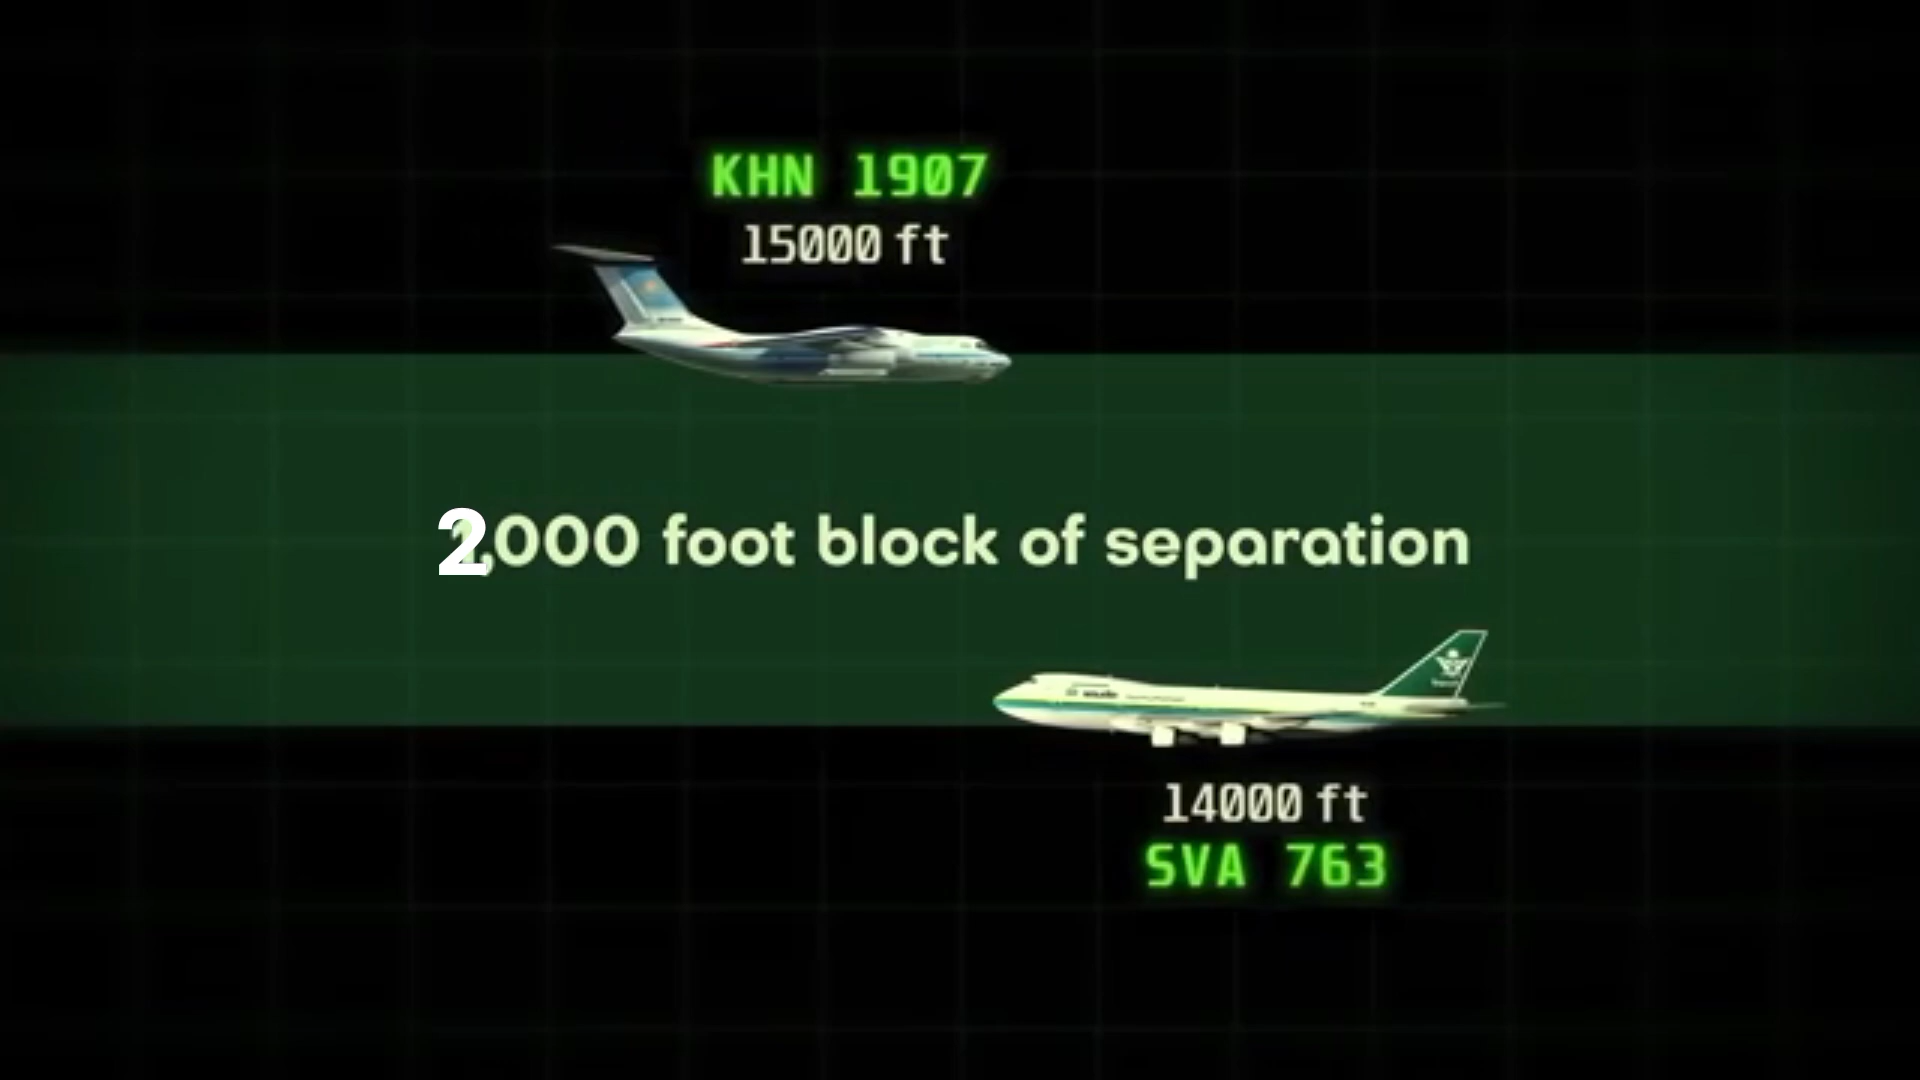 KHN 1907
15000 ft
2,000 foot block of separation
14000 ft
SVA 763